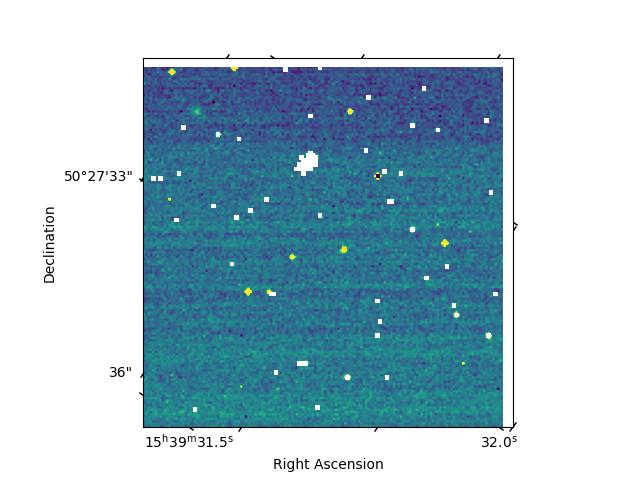 50°27'33"
Declination
36"
15ʰ39ᵐ31.5ˢ
32.0ˢ
Right Ascension